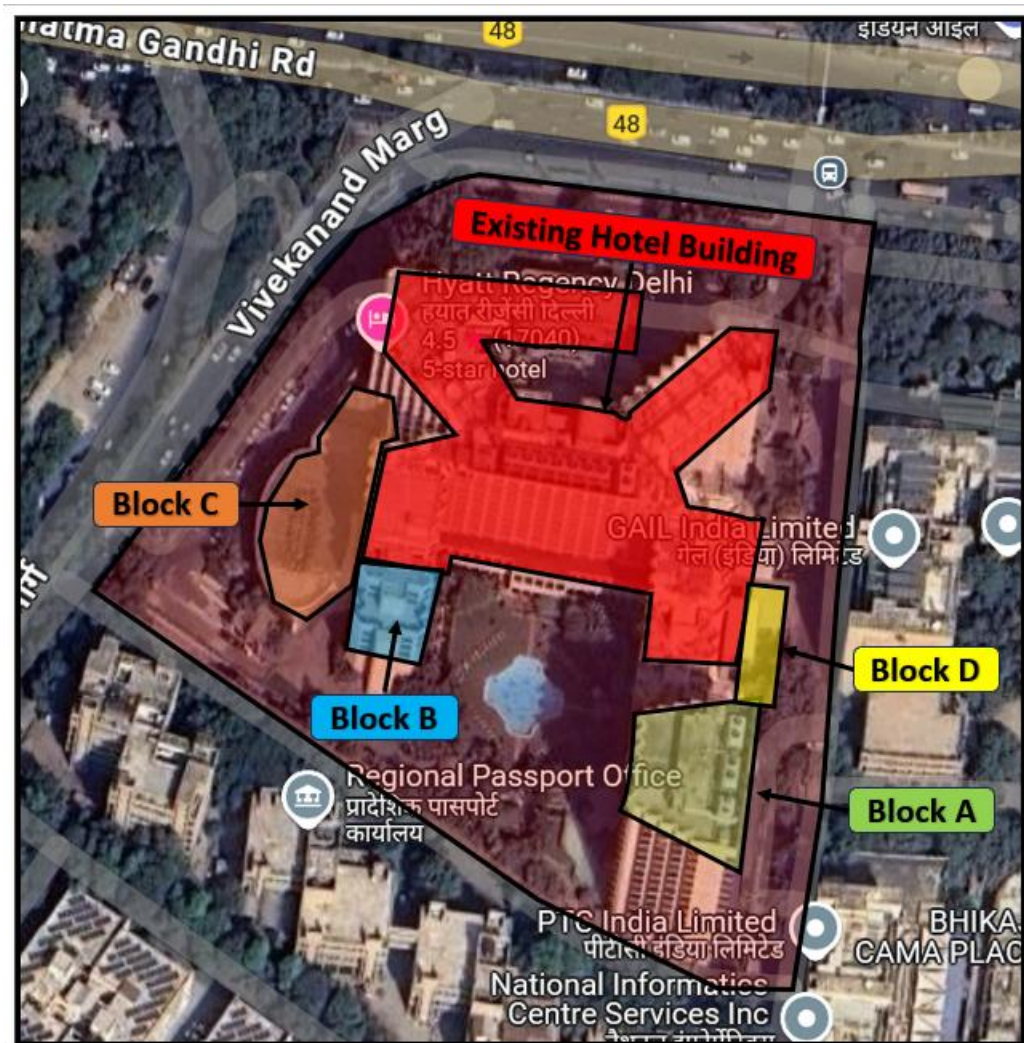 48
इंडियन ऑइल
hatma Gandhi Rd
48
Vivekanand Marg
Existing Hotel Building
Hyatt Regency Delhi
हयात रीजेंसी दिल्ली
4.5 (17040)
5-star hotel
Block C
GAIL India Limited
गेल (इंडिया) लिमिटेड
मार्ग
Block D
Block B
Regional Passport Office
प्रादेशिक पासपोर्ट
कार्यालय
Block A
PTC India Limited
पीटीसी इंडिया लिमिटेड
BHIKA
CAMA PLAC
National Informatics
Centre Services Inc